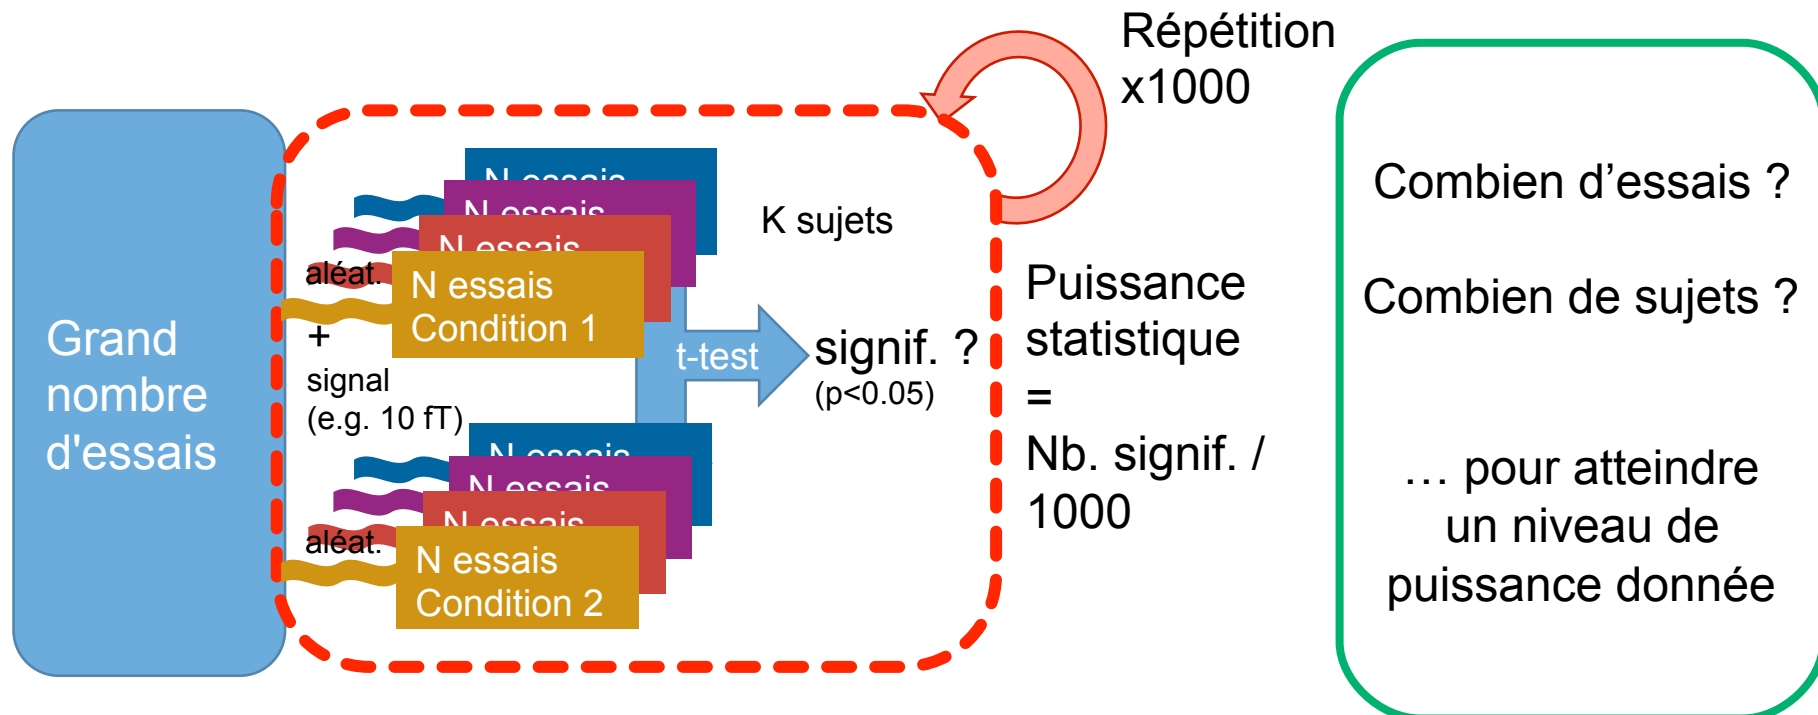 Grand
nombre
d'essais
N essais
N essais
N essais
N essais
Condition 1
aléat.
+
signal
(e.g. 10 fT)
aléat.
N essais
N essais
N essais
N essais
Condition 2
K sujets
t-test
signif. ?
(p<0.05)
Répétition
x1000
Puissance
statistique
=
Nb. signif. /
1000
Combien d’essais ?
Combien de sujets ?
… pour atteindre
un niveau de
puissance donnée